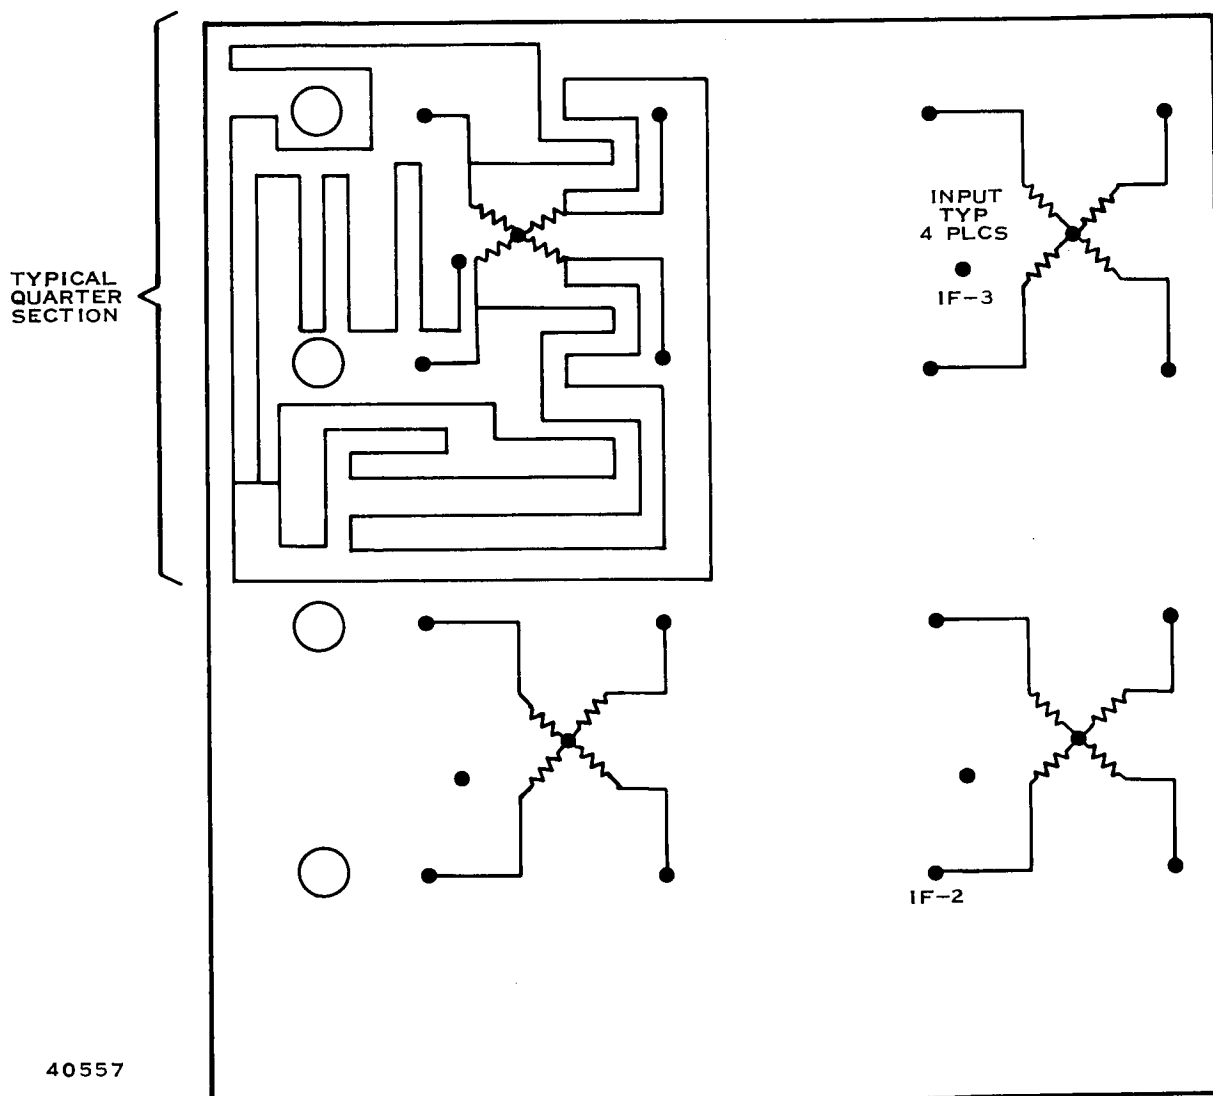 TYPICAL
QUARTER
SECTION
INPUT
TYP
4 PLCS
IF-3
IF-2
40557